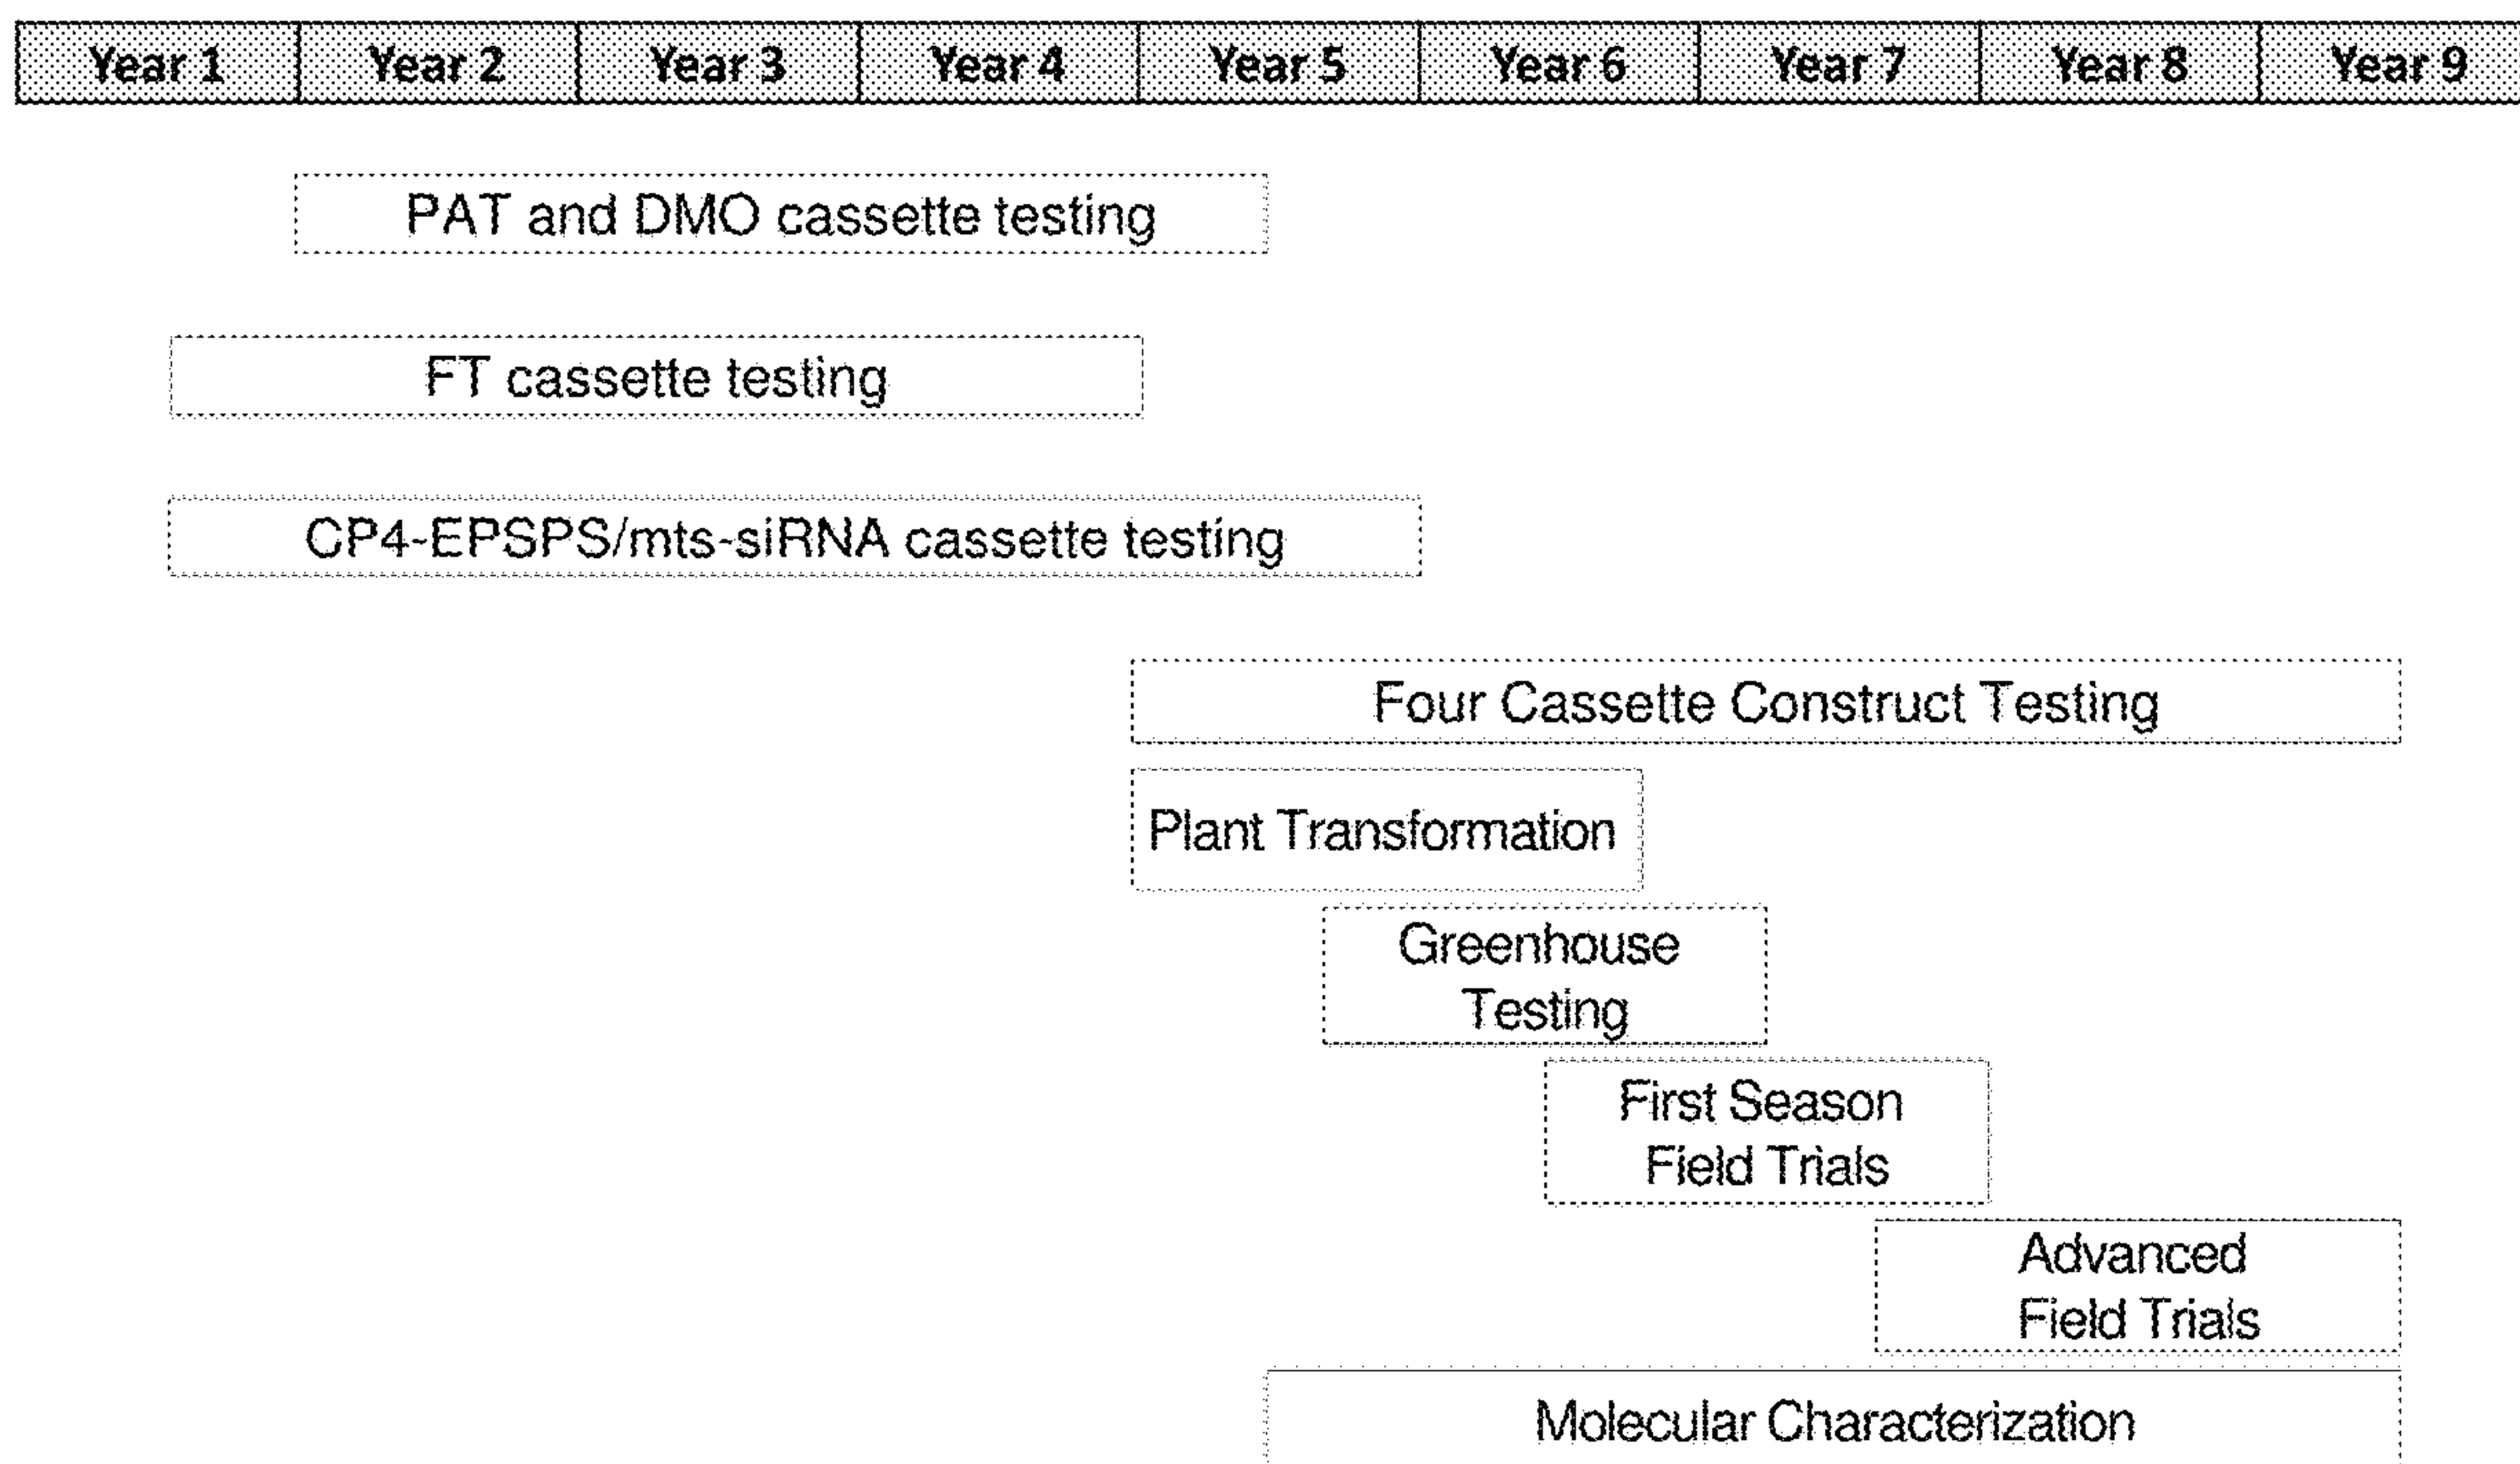 Year 1 Year 2 Year 3 Year 4 Year 5 Year 6 Year 7 Year 8 Year 9
PAT and DMO cassette testing
FT cassette testing
CP4-EPSPS/mts-siRNA cassette testing
Four Cassette Construct Testing
Plant Transformation
Greenhouse
Testing
First Season
Field Trials
Advanced
Field Trials
Molecular Characterization